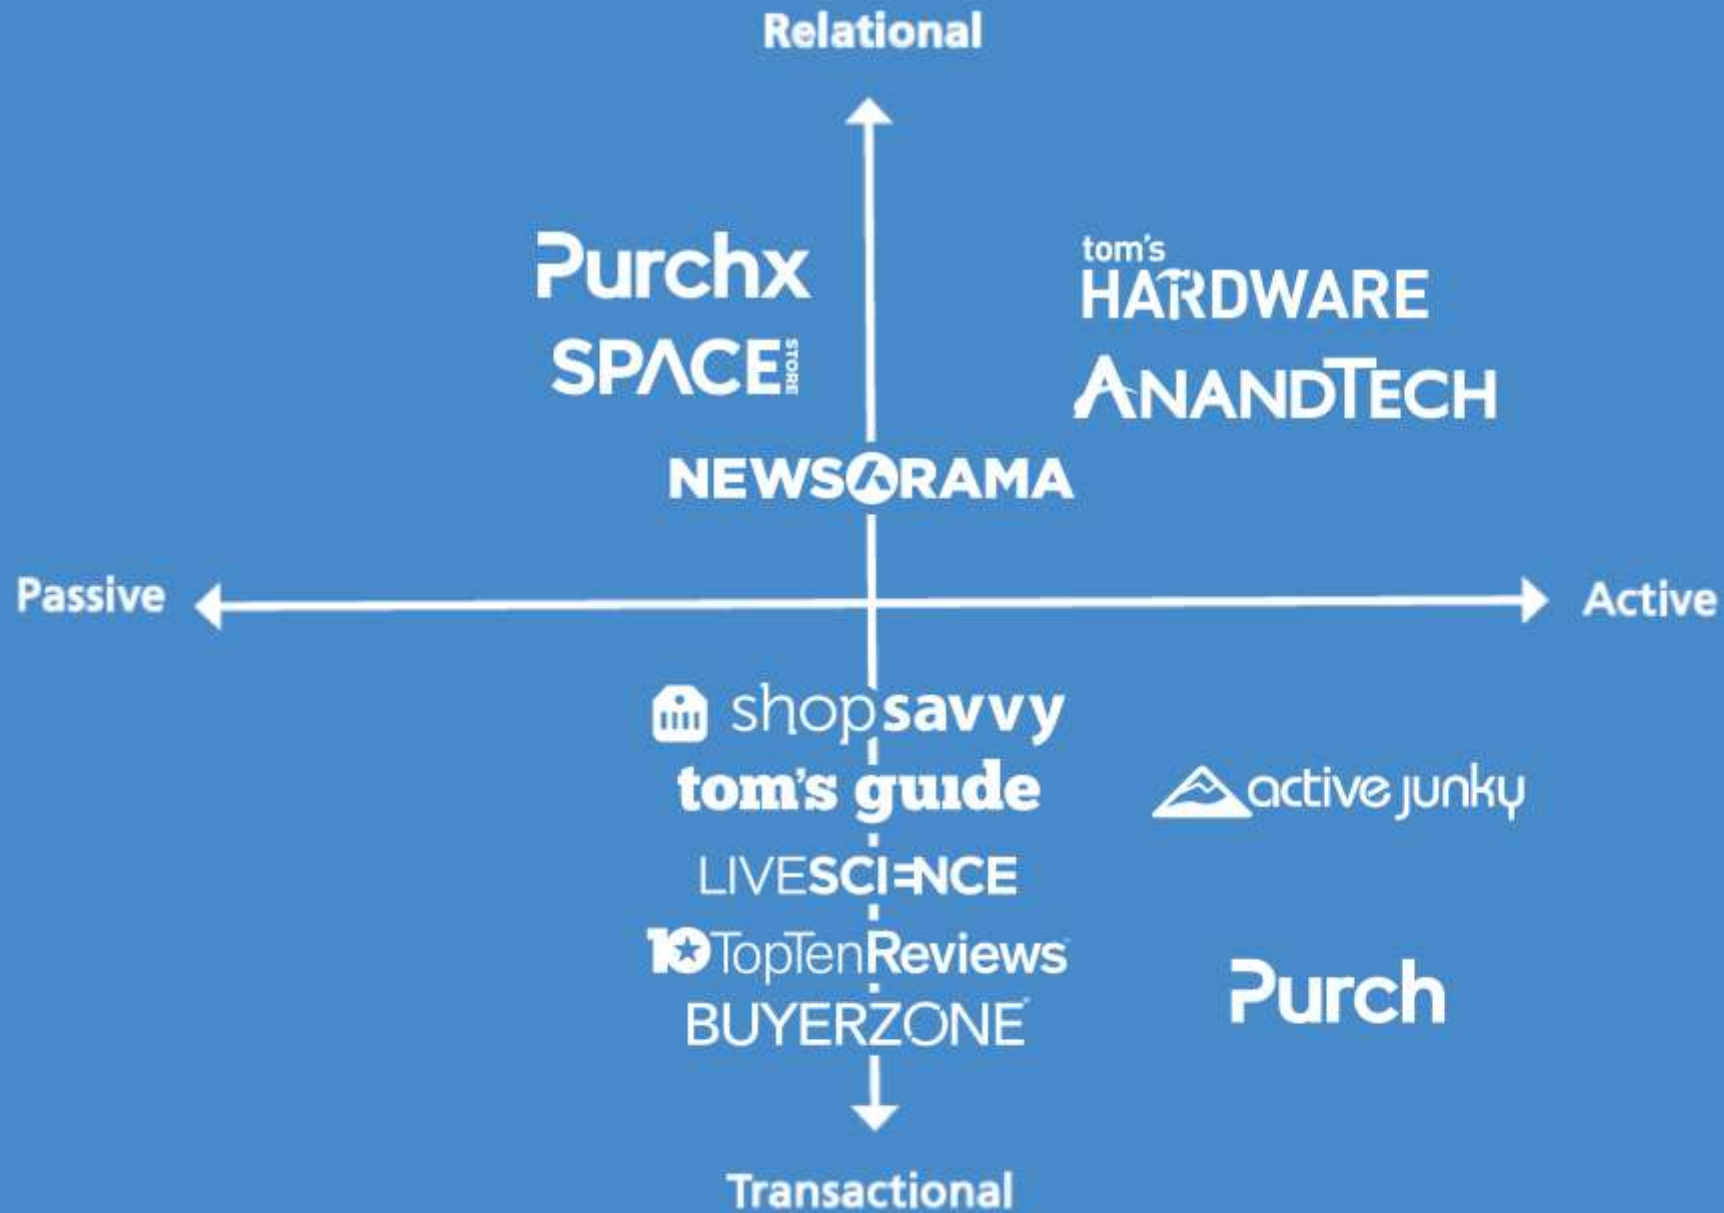 Relational
Purchx
SPACE STORE
tom's
HARDWARE
ANANDTECH
NEWSARAMA
Passive
Active
shopsavvy
tom's guide
active junky
LIVESCIENCE
10 TopTenReviews
Purch
BUYERZONE
Transactional